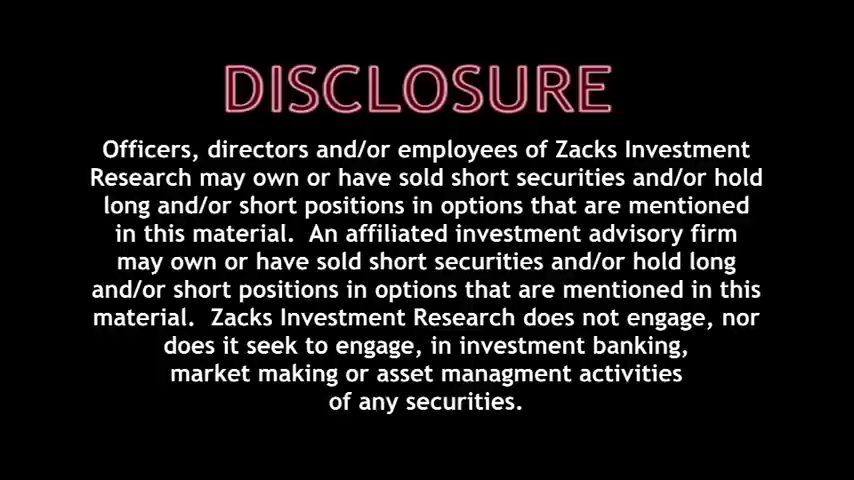 DISCLOSURE
Officers, directors and/or employees of Zacks Investment
Research may own or have sold short securities and/or hold
long and/or short positions in options that are mentioned
in this material.  An affiliated investment advisory firm
may own or have sold short securities and/or hold long
and/or short positions in options that are mentioned in this
material.  Zacks Investment Research does not engage, nor
does it seek to engage, in investment banking,
market making or asset managment activities
of any securities.